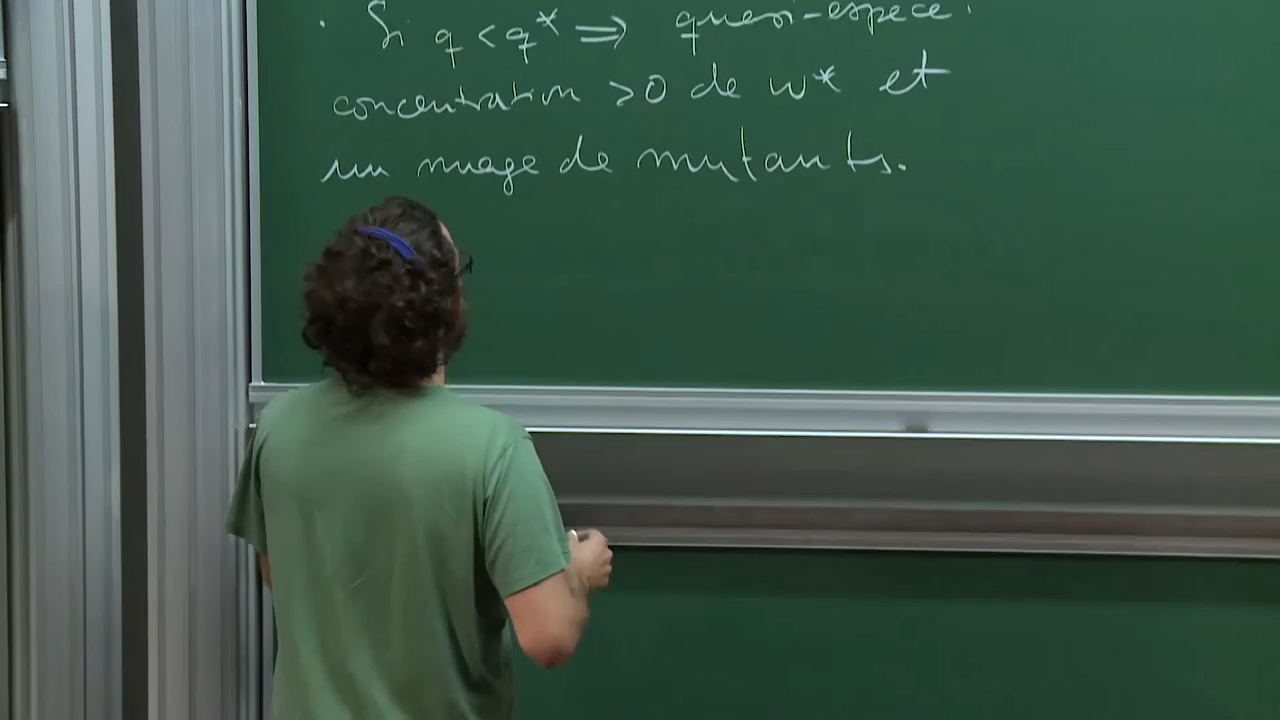 . Si q < q* ⇒ quasi-espèce :
concentration > 0 de w* et
un nuage de mutants.